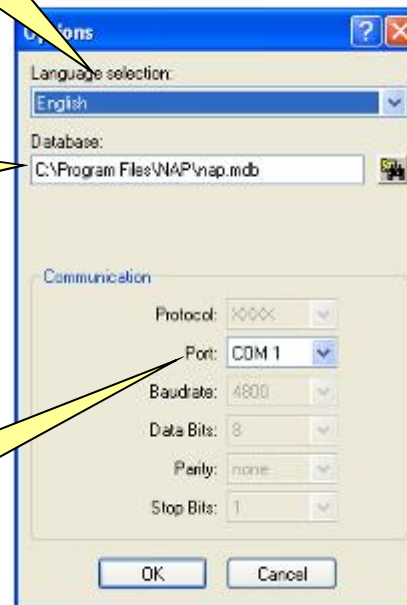 Options
Language selection:
English
Database:
C:\Program Files\NAP\nap.mdb
Communication
Protocol: XXXX
Port: COM 1
Baudrate: 4800
Data Bits: 8
Parity: none
Stop Bits: 1
OK Cancel